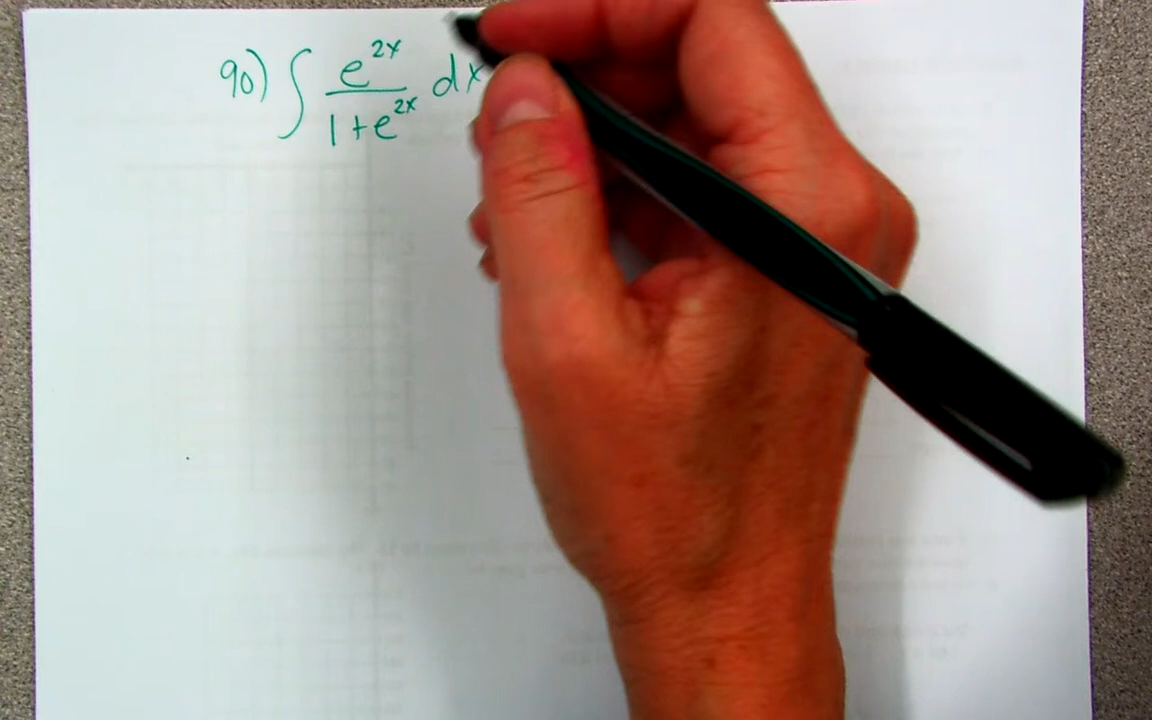 90) ∫ e^{2x} / (1+e^{2x}) dx